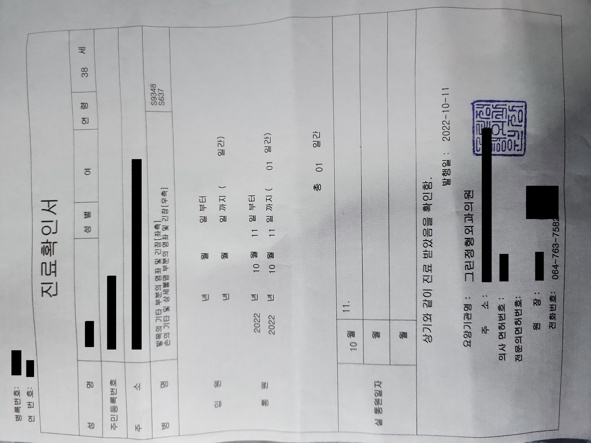 병록번호:
연 번 호:
진료확인서
성 명 성 별 여 연 령 38 세
주민등록번호
주 소
병 명 발목의 기타 부분의 염좌 및 긴장[좌측] S9348
손의 기타 및 상세불명 부분의 염좌 및 긴장[우측] S637
입 원 년 월 일 부터
년 월 일 까지 ( 일간)
통 원 2022 년 10 월 11 일 부터
2022 년 10 월 11 일 까지 ( 01 일간)
총 01 일간
실 통원일자 10 월 11.
월
월
상기와 같이 진료 받았음을 확인함.
발행일 : 2022-10-11
요양기관명 : 그린정형외과의원
주 소 :
의사 면허번호 :
전문의면허번호:
원 장 :
전화번호: 064-763-7582